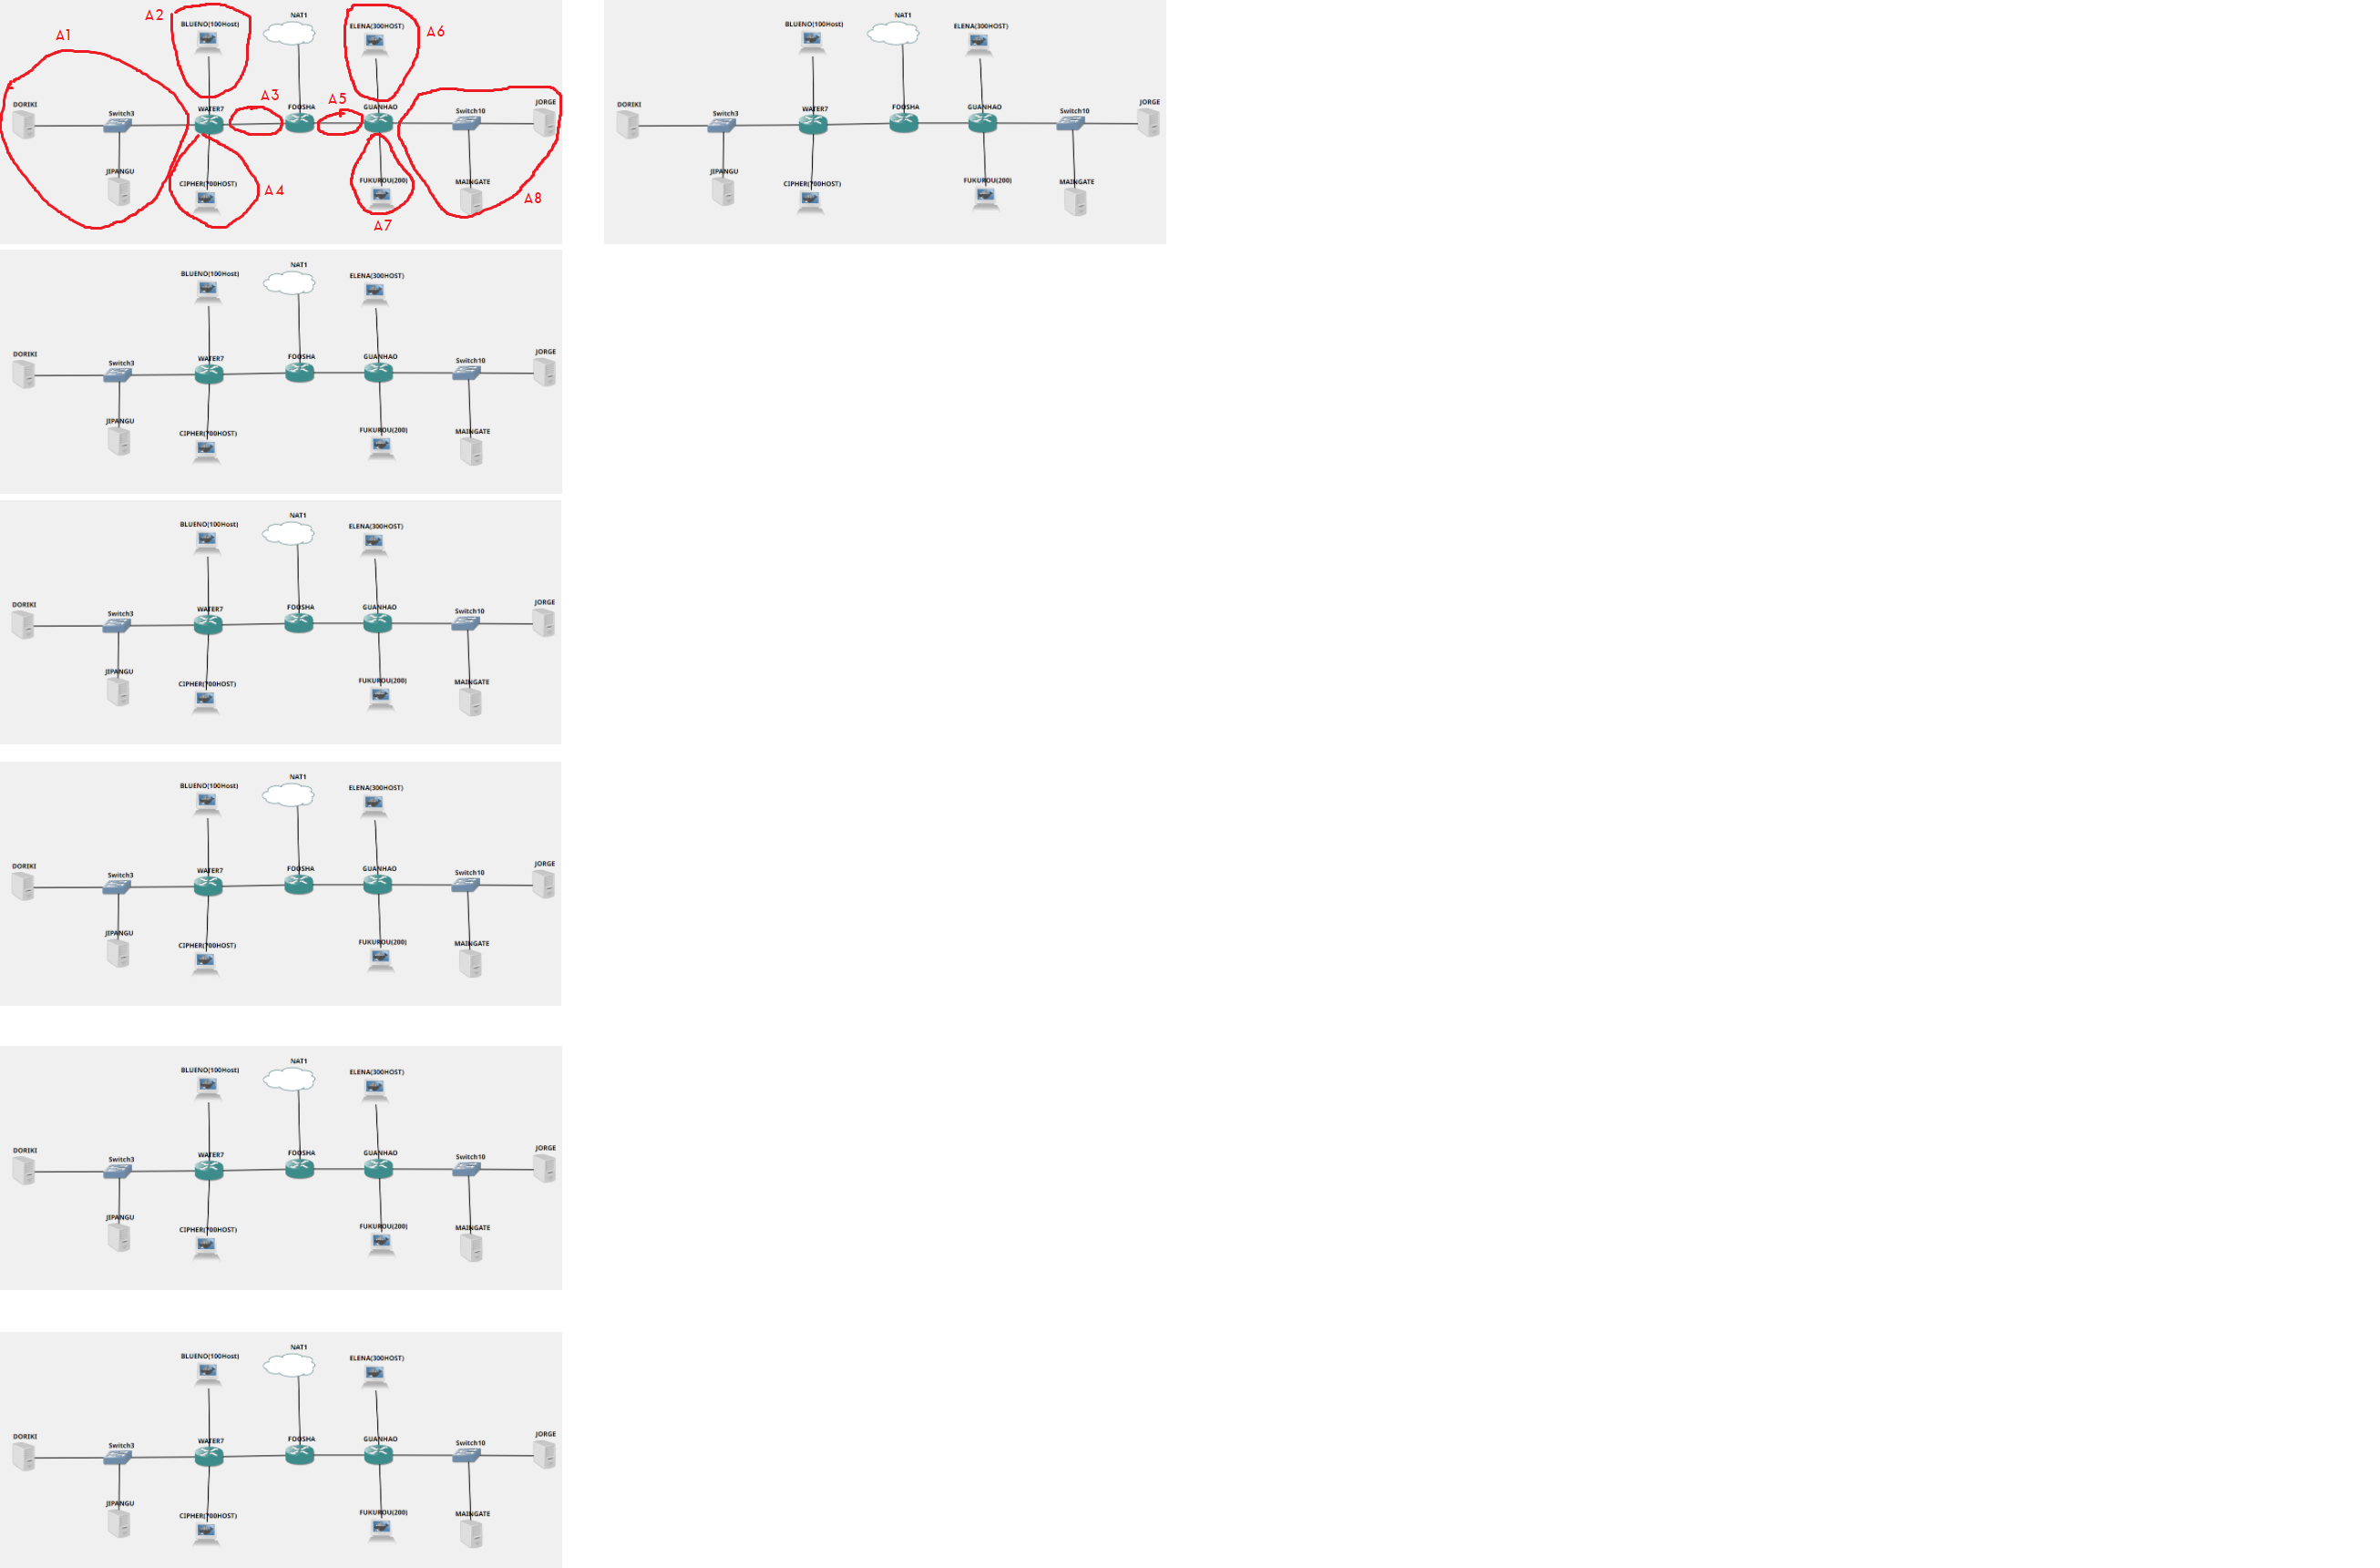 A2
BLUENO(100Host)
NAT1
ELENA(300HOST)
A6
A1
DORIKI
Switch3
WATER7
A3
FOOSHA
A5
GUANHAO
Switch10
JORGE
JIPANGU
CIPHER(700HOST)
A4
FUKUROU(200)
MAINGATE
A8
A7
BLUENO(100Host)
NAT1
ELENA(300HOST)
DORIKI
Switch3
WATER7
FOOSHA
GUANHAO
Switch10
JORGE
JIPANGU
CIPHER(700HOST)
FUKUROU(200)
MAINGATE
BLUENO(100Host)
NAT1
ELENA(300HOST)
DORIKI
Switch3
WATER7
FOOSHA
GUANHAO
Switch10
JORGE
JIPANGU
CIPHER(700HOST)
FUKUROU(200)
MAINGATE
BLUENO(100Host)
NAT1
ELENA(300HOST)
DORIKI
Switch3
WATER7
FOOSHA
GUANHAO
Switch10
JORGE
JIPANGU
CIPHER(700HOST)
FUKUROU(200)
MAINGATE
BLUENO(100Host)
NAT1
ELENA(300HOST)
DORIKI
Switch3
WATER7
FOOSHA
GUANHAO
Switch10
JORGE
JIPANGU
CIPHER(700HOST)
FUKUROU(200)
MAINGATE
BLUENO(100Host)
NAT1
ELENA(300HOST)
DORIKI
Switch3
WATER7
FOOSHA
GUANHAO
Switch10
JORGE
JIPANGU
CIPHER(700HOST)
FUKUROU(200)
MAINGATE
BLUENO(100Host)
NAT1
ELENA(300HOST)
DORIKI
Switch3
WATER7
FOOSHA
GUANHAO
Switch10
JORGE
JIPANGU
CIPHER(700HOST)
FUKUROU(200)
MAINGATE